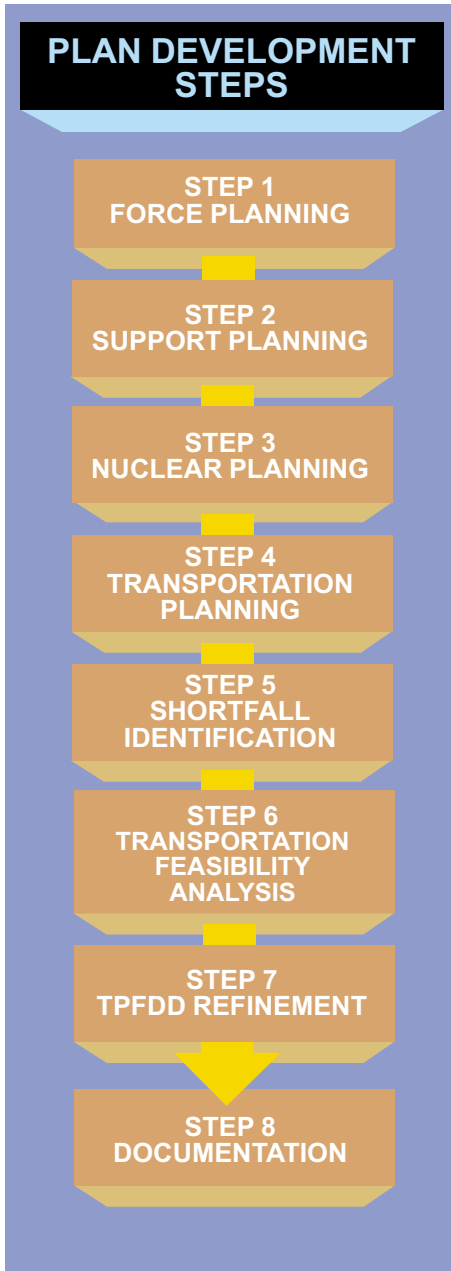 PLAN DEVELOPMENT
STEPS
STEP 1
FORCE PLANNING
STEP 2
SUPPORT PLANNING
STEP 3
NUCLEAR PLANNING
STEP 4
TRANSPORTATION
PLANNING
STEP 5
SHORTFALL
IDENTIFICATION
STEP 6
TRANSPORTATION
FEASIBILITY
ANALYSIS
STEP 7
TPFDD REFINEMENT
STEP 8
DOCUMENTATION